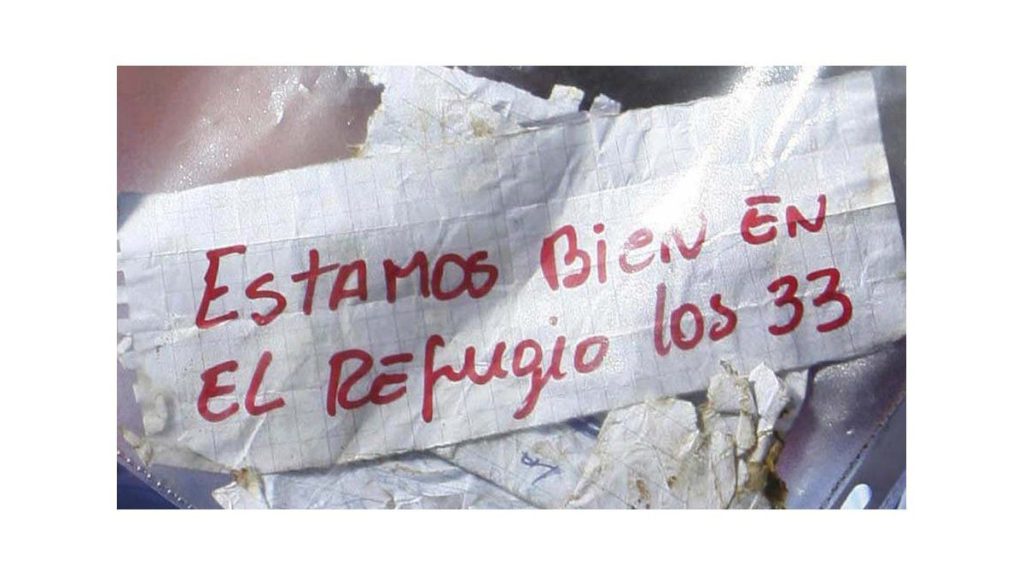 ESTAMOS BiEN EN
EL REfugio los 33